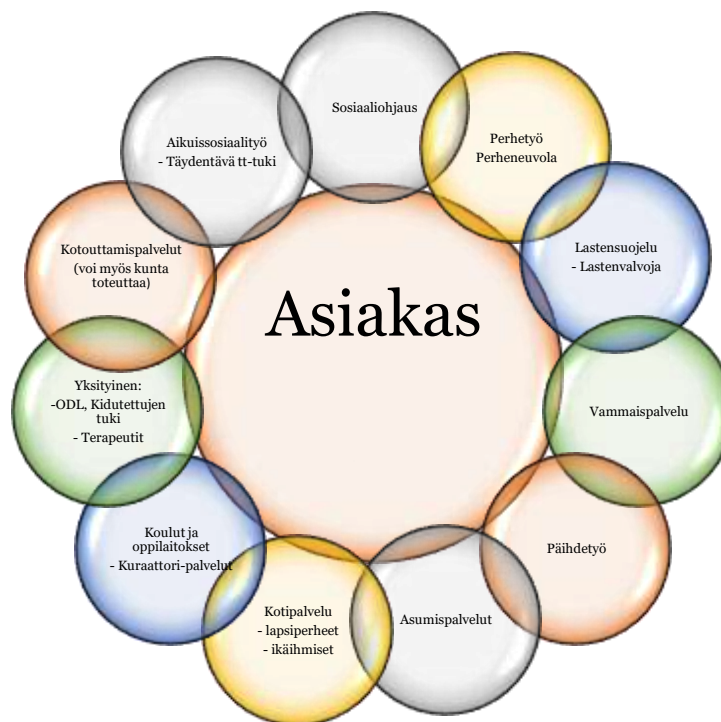 Sosiaaliohjaus
Perhetyö
Perheneuvola
Lastensuojelu
- Lastenvalvoja
Vammaispalvelu
Päihdetyö
Asumispalvelut
Kotipalvelu
- lapsiperheet
- ikäihmiset
Koulut ja
oppilaitokset
- Kuraattori-palvelut
Yksityinen:
-ODL, Kidutettujen
tuki
- Terapeutit
Kotouttamispalvelut
(voi myös kunta
toteuttaa)
Aikuissosiaalityö
- Täydentävä tt-tuki
Asiakas